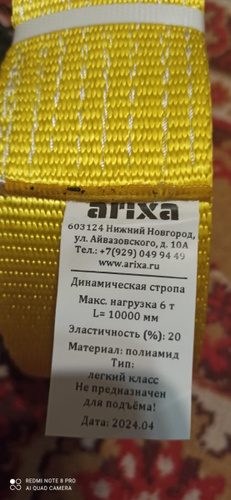 arixa
603124 Нижний Новгород,
ул. Айвазовского, д. 10А
Тел.: +7(929) 049 94 49
www.arixa.ru
Динамическая стропа
Макс. нагрузка 6 т
L= 10000 мм
Эластичность (%): 20
Материал: полиамид
Тип:
легкий класс
Не предназначен
для подъёма!
Дата: 2024.04
REDMI NOTE 8 PRO
AI QUAD CAMERA